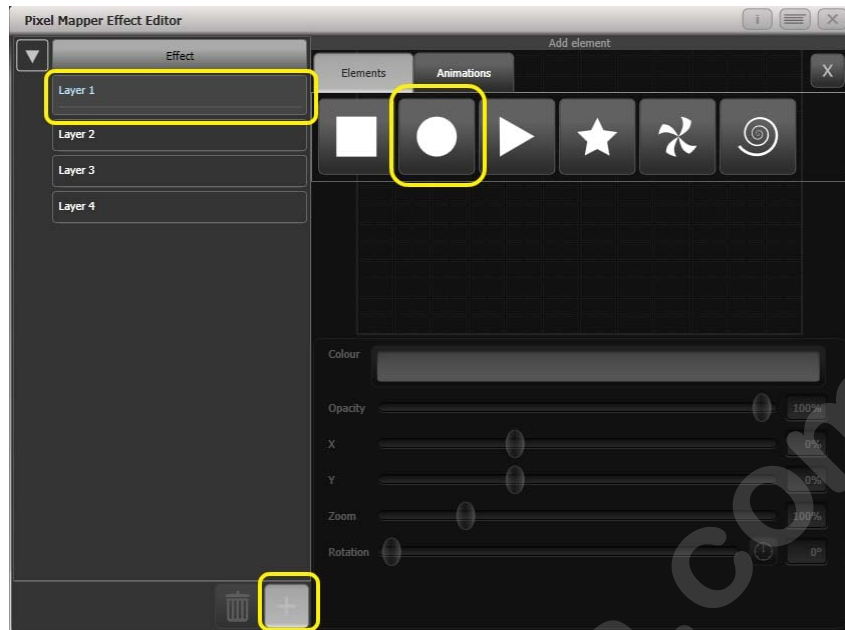 Pixel Mapper Effect Editor
i
X
Effect
Add element
Elements
Animations
X
Layer 1
Layer 2
Layer 3
Layer 4
Colour
Opacity
100%
X
0%
Y
0%
Zoom
100%
Rotation
0°
+